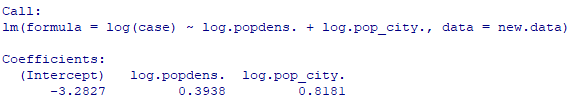 Call:
lm(formula = log(case) ~ log.popdens. + log.pop_city., data = new.data)
Coefficients:
(Intercept) log.popdens. log.pop_city.
-3.2827 0.3938 0.8181